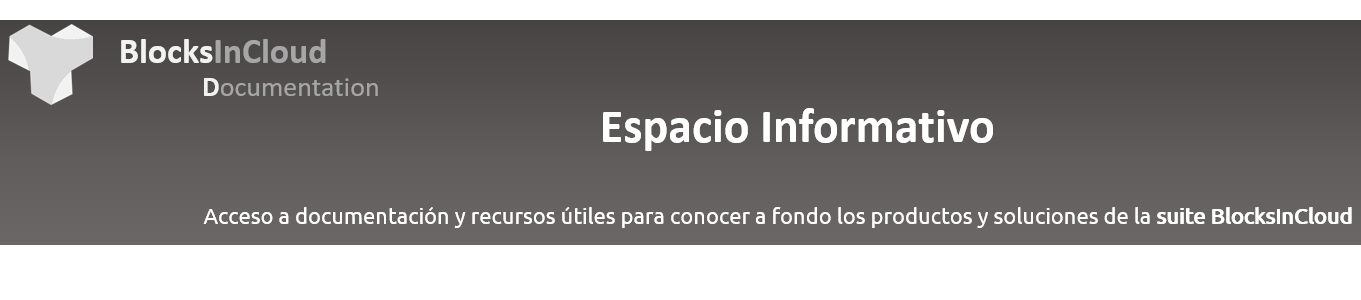 BlocksInCloud
Documentation
Espacio Informativo
Acceso a documentación y recursos útiles para conocer a fondo los productos y soluciones de la suite BlocksInCloud